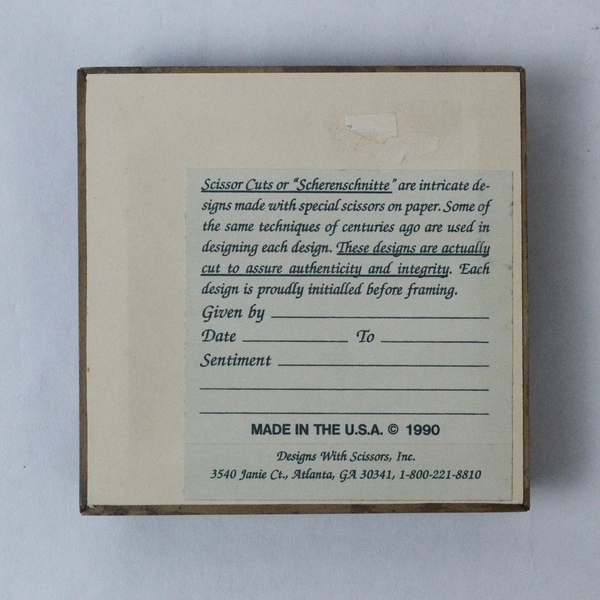 Scissor Cuts or "Scherenschnitte" are intricate de-
signs made with special scissors on paper. Some of
the same techniques of centuries ago are used in
designing each design. These designs are actually
cut to assure authenticity and integrity. Each
design is proudly initialled before framing.
Given by
Date To
Sentiment
MADE IN THE U.S.A. © 1990
Designs With Scissors, Inc.
3540 Janie Ct., Atlanta, GA 30341, 1-800-221-8810